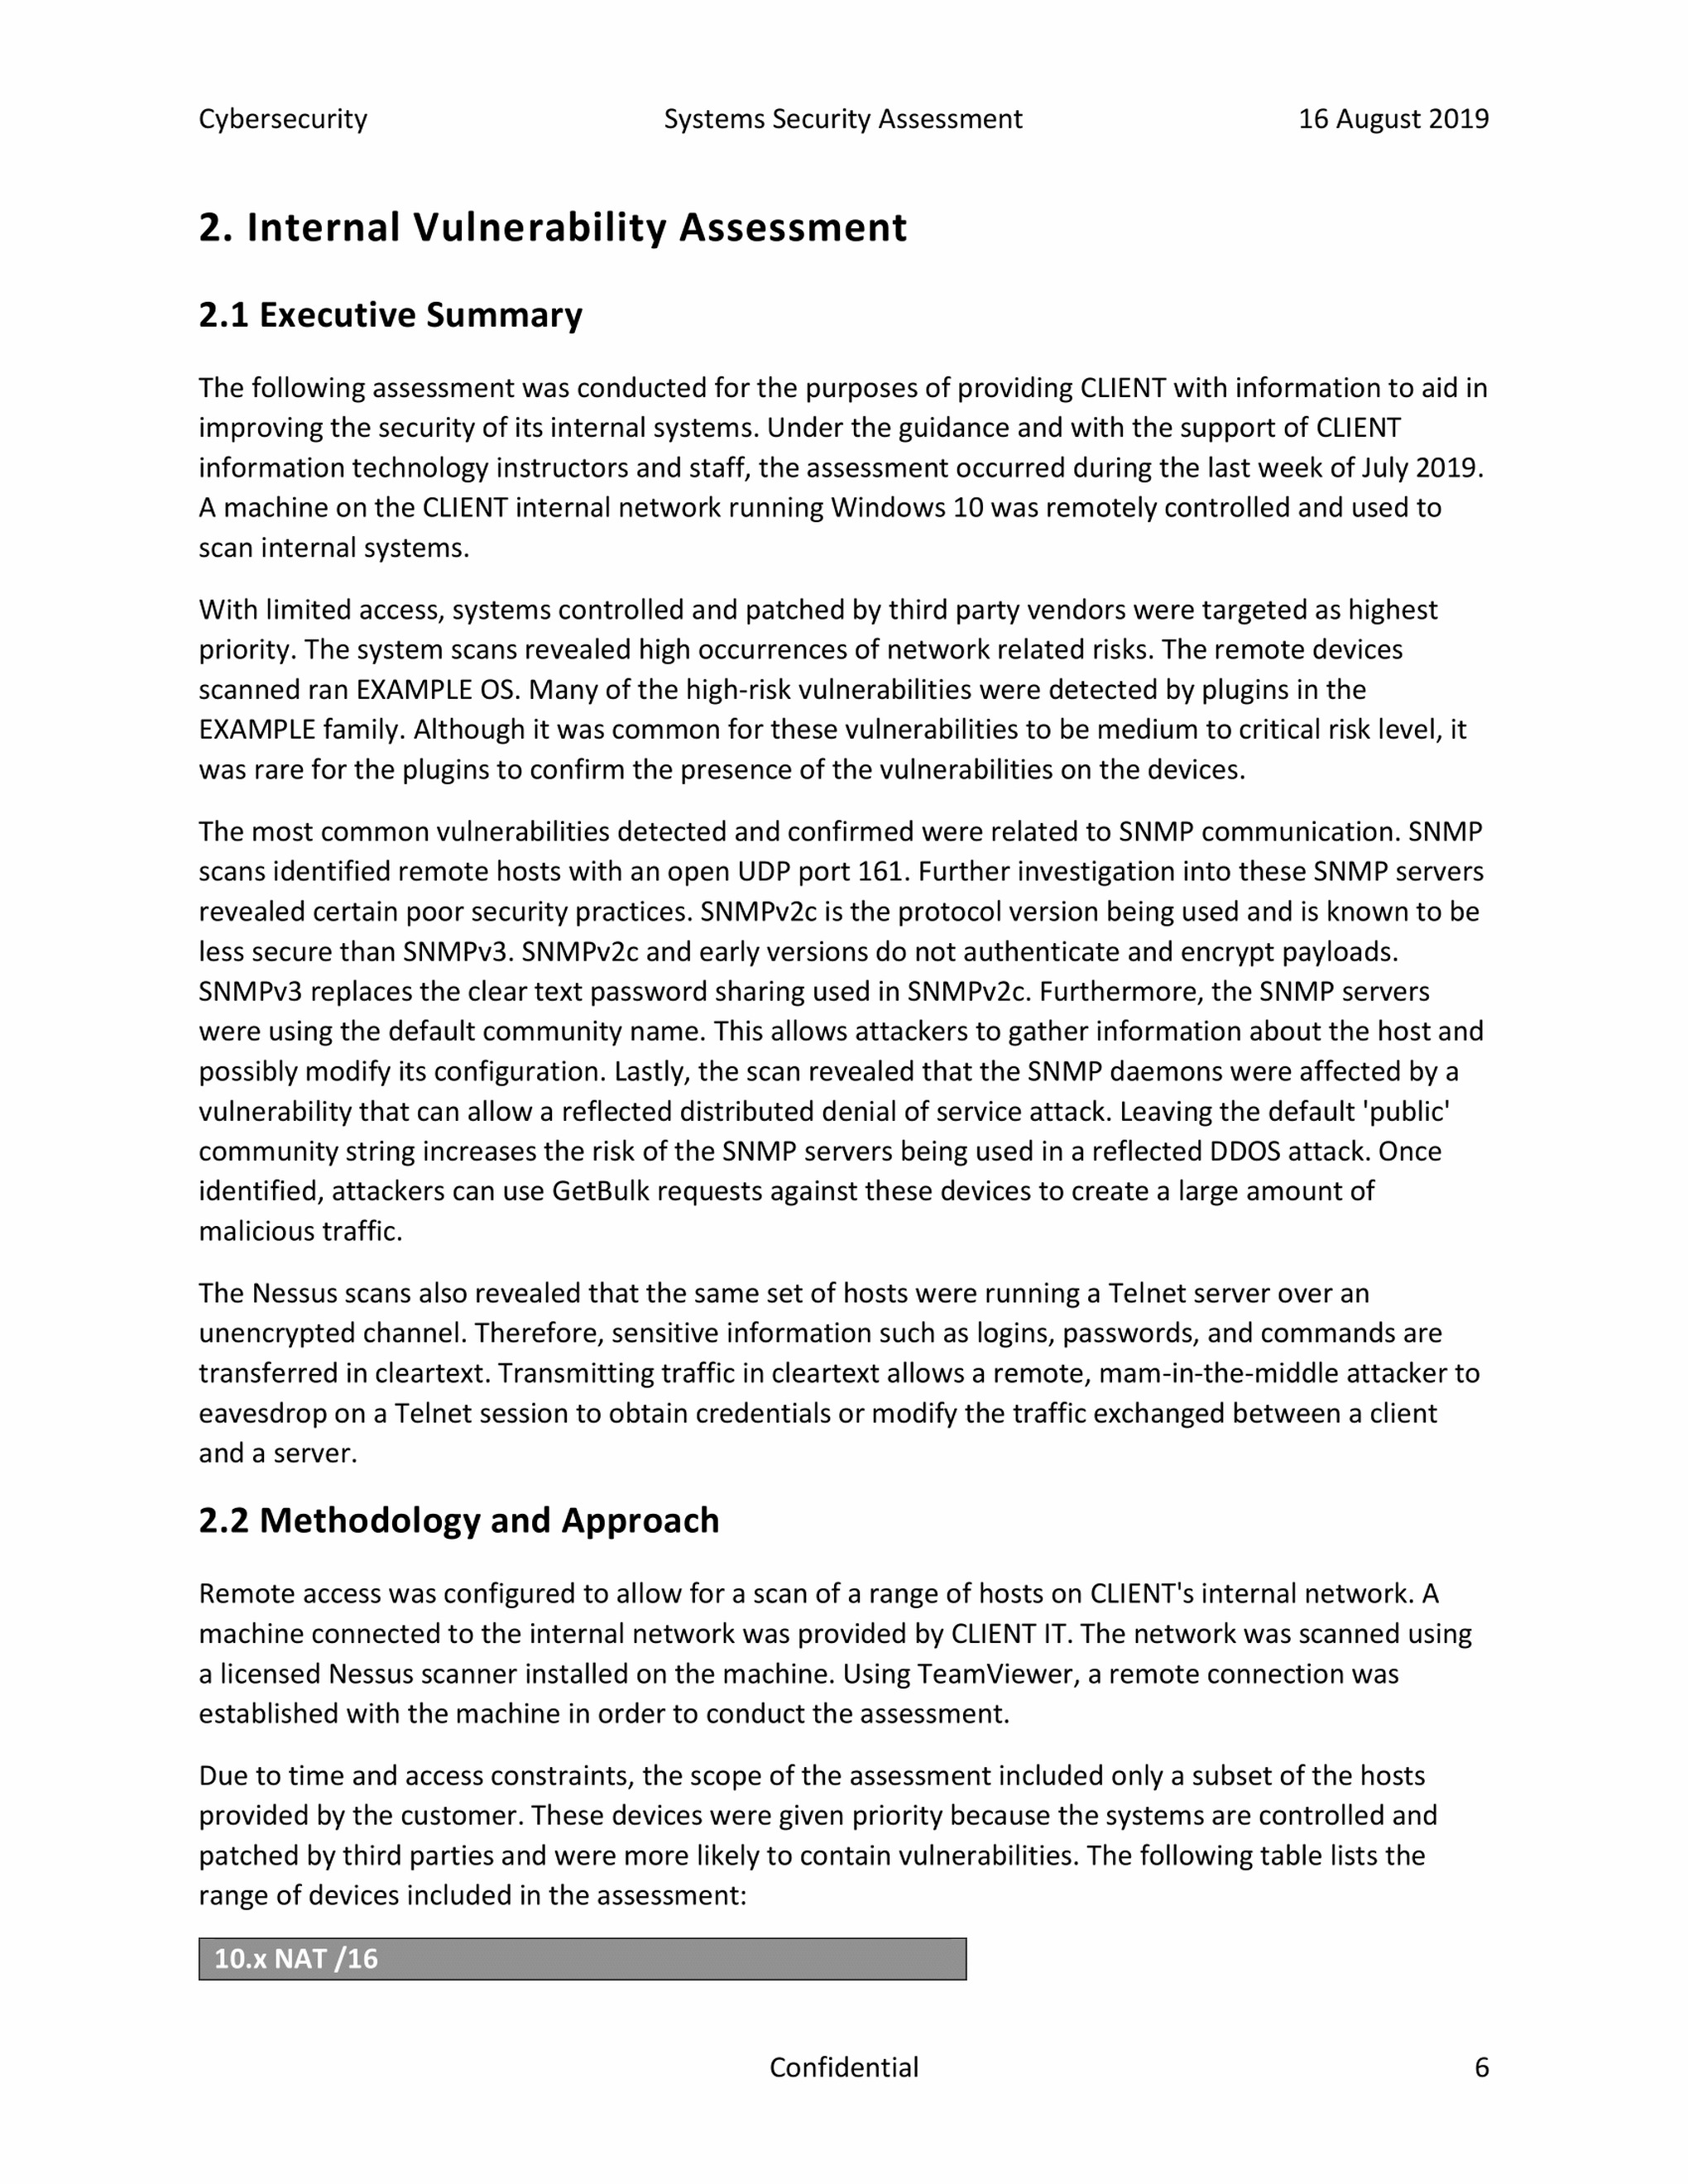 Cybersecurity Systems Security Assessment 16 August 2019
2. Internal Vulnerability Assessment
2.1 Executive Summary
The following assessment was conducted for the purposes of providing CLIENT with information to aid in
improving the security of its internal systems. Under the guidance and with the support of CLIENT
information technology instructors and staff, the assessment occurred during the last week of July 2019.
A machine on the CLIENT internal network running Windows 10 was remotely controlled and used to
scan internal systems.
With limited access, systems controlled and patched by third party vendors were targeted as highest
priority. The system scans revealed high occurrences of network related risks. The remote devices
scanned ran EXAMPLE OS. Many of the high-risk vulnerabilities were detected by plugins in the
EXAMPLE family. Although it was common for these vulnerabilities to be medium to critical risk level, it
was rare for the plugins to confirm the presence of the vulnerabilities on the devices.
The most common vulnerabilities detected and confirmed were related to SNMP communication. SNMP
scans identified remote hosts with an open UDP port 161. Further investigation into these SNMP servers
revealed certain poor security practices. SNMPv2c is the protocol version being used and is known to be
less secure than SNMPv3. SNMPv2c and early versions do not authenticate and encrypt payloads.
SNMPv3 replaces the clear text password sharing used in SNMPv2c. Furthermore, the SNMP servers
were using the default community name. This allows attackers to gather information about the host and
possibly modify its configuration. Lastly, the scan revealed that the SNMP daemons were affected by a
vulnerability that can allow a reflected distributed denial of service attack. Leaving the default 'public'
community string increases the risk of the SNMP servers being used in a reflected DDOS attack. Once
identified, attackers can use GetBulk requests against these devices to create a large amount of
malicious traffic.
The Nessus scans also revealed that the same set of hosts were running a Telnet server over an
unencrypted channel. Therefore, sensitive information such as logins, passwords, and commands are
transferred in cleartext. Transmitting traffic in cleartext allows a remote, mam-in-the-middle attacker to
eavesdrop on a Telnet session to obtain credentials or modify the traffic exchanged between a client
and a server.
2.2 Methodology and Approach
Remote access was configured to allow for a scan of a range of hosts on CLIENT's internal network. A
machine connected to the internal network was provided by CLIENT IT. The network was scanned using
a licensed Nessus scanner installed on the machine. Using TeamViewer, a remote connection was
established with the machine in order to conduct the assessment.
Due to time and access constraints, the scope of the assessment included only a subset of the hosts
provided by the customer. These devices were given priority because the systems are controlled and
patched by third parties and were more likely to contain vulnerabilities. The following table lists the
range of devices included in the assessment:
10.x NAT /16
Confidential 6